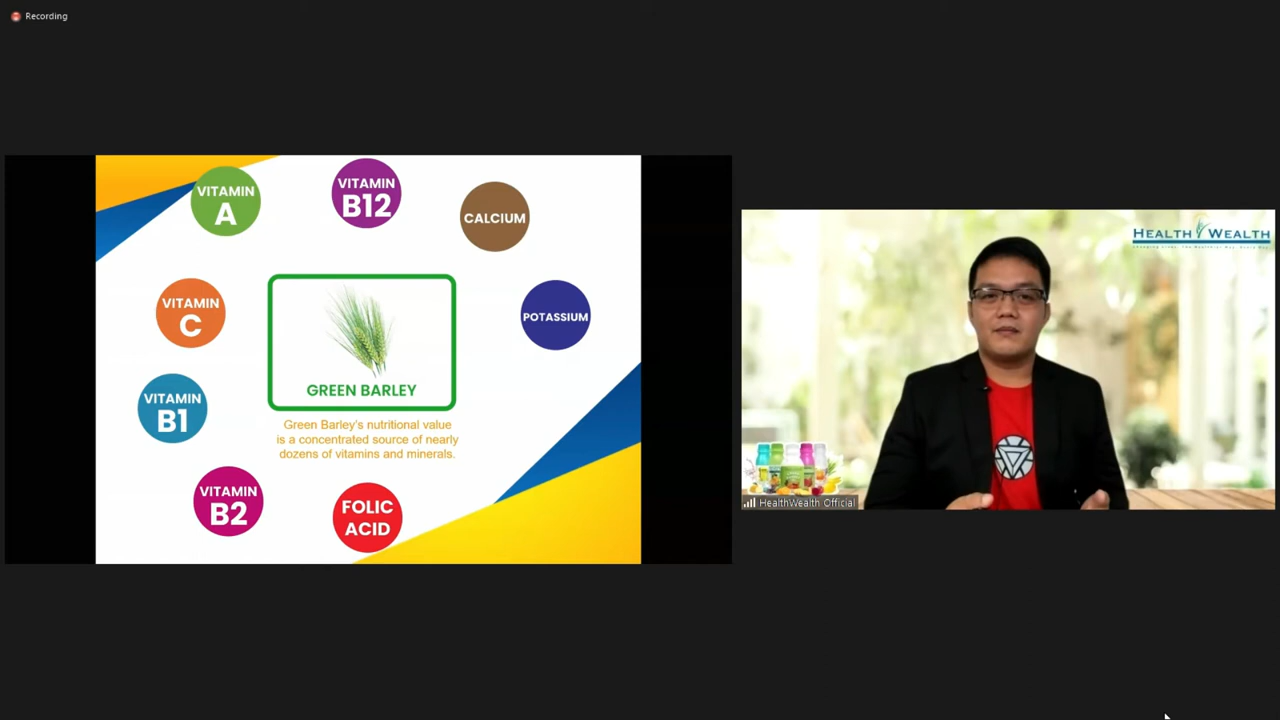 Recording
VITAMIN
A
VITAMIN
B12
CALCIUM
VITAMIN
C
POTASSIUM
VITAMIN
B1
GREEN BARLEY
Green Barley's nutritional value
is a concentrated source of nearly
dozens of vitamins and minerals.
VITAMIN
B2
FOLIC
ACID
HEALTH WEALTH
HealthWealth Official